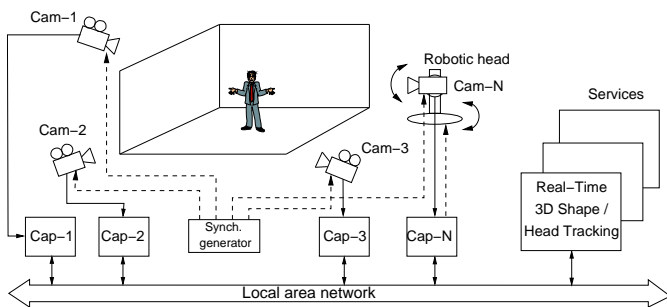 Cam−1
Robotic head
Cam−N
Services
Cam−2
Cam−3
Real−Time
3D Shape /
Head Tracking
Synch.
generator
Cap−1
Cap−2
Cap−3
Cap−N
Local area network